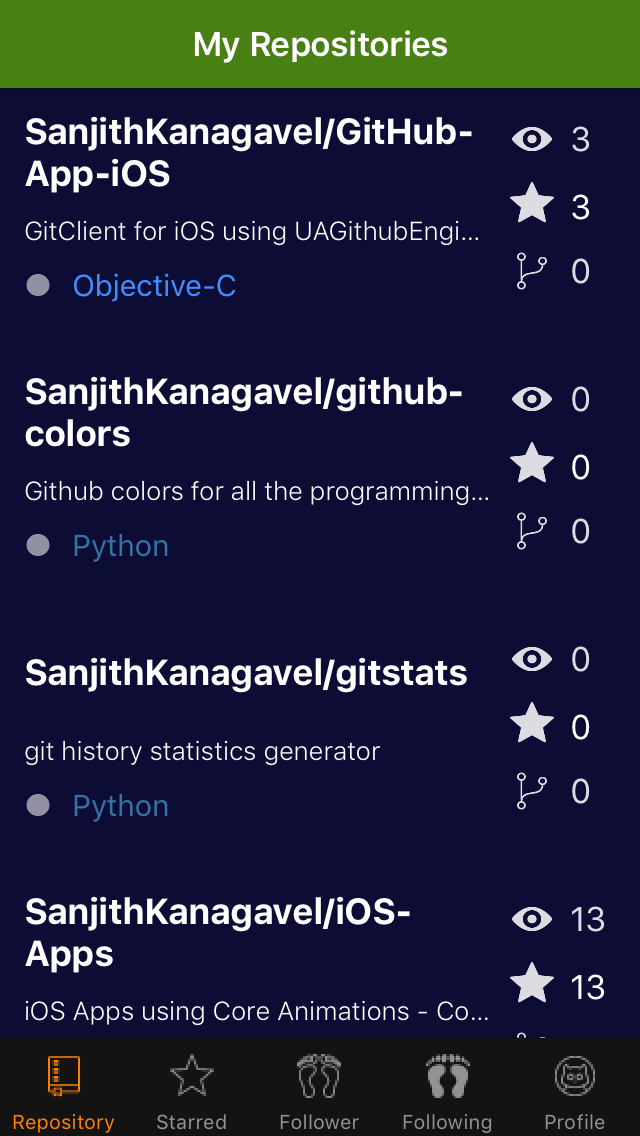 My Repositories
SanjithKanagavel/GitHub-
App-iOS
3
3
GitClient for iOS using UAGithubEngi...
0
Objective-C
SanjithKanagavel/github-
colors
0
0
Github colors for all the programming...
0
Python
SanjithKanagavel/gitstats
0
0
git history statistics generator
0
Python
SanjithKanagavel/iOS-
Apps
13
13
iOS Apps using Core Animations - Co...
Repository
Starred
Follower
Following
Profile